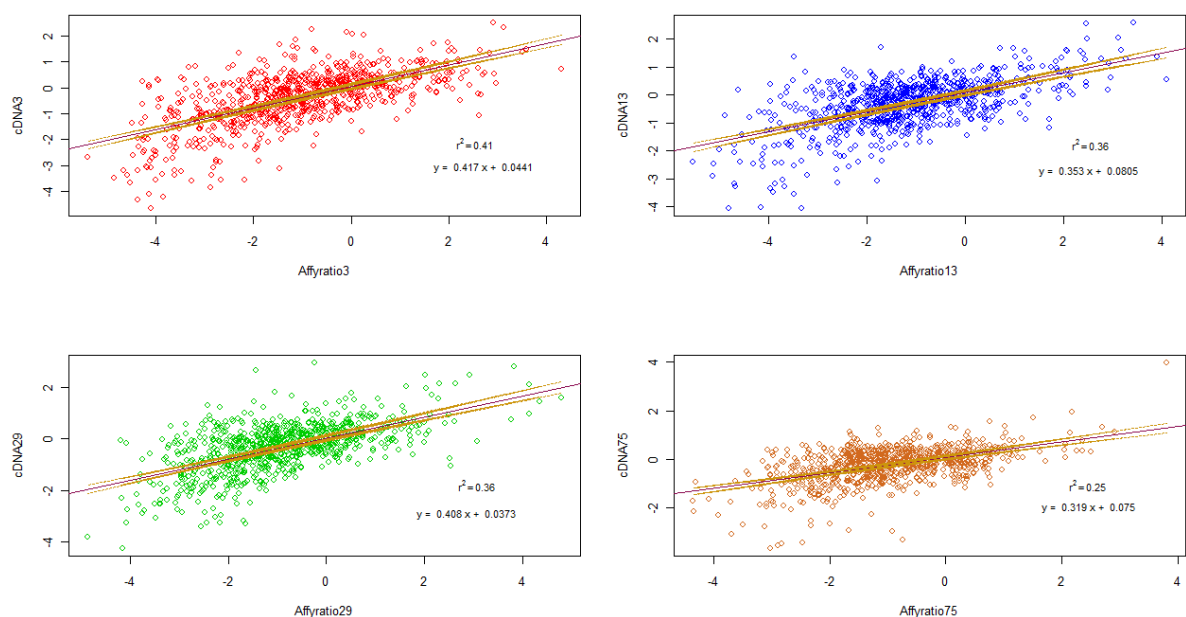 cDNA3
2
1
0
-1
-2
-3
-4
r² = 0.41
y = 0.417 x + 0.0441
-4 -2 0 2 4
Affyratio3
cDNA13
2
1
0
-1
-2
-3
-4
r² = 0.36
y = 0.353 x + 0.0805
-4 -2 0 2 4
Affyratio13
cDNA29
2
0
-2
-4
r² = 0.36
y = 0.408 x + 0.0373
-4 -2 0 2 4
Affyratio29
cDNA75
4
2
0
-2
r² = 0.25
y = 0.319 x + 0.075
-4 -2 0 2 4
Affyratio75